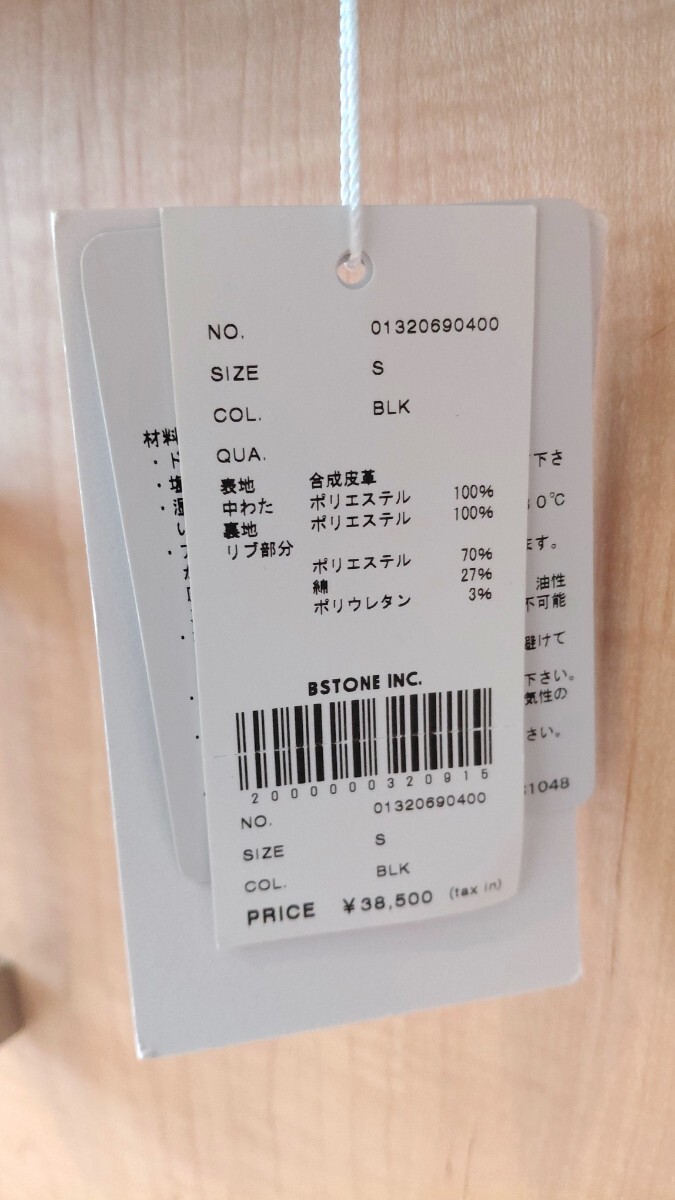 NO. 01320690400
SIZE S
COL. BLK
QUA.
表地 合成皮革
中わた ポリエステル 100%
裏地 ポリエステル 100%
リブ部分
ポリエステル 70%
綿 27%
ポリウレタン 3%
BSTONE INC.
2000000320915
NO. 01320690400
SIZE S
COL. BLK
PRICE ¥38,500 (tax in)
材料
下さ
0℃
ます。
油性
不可能
避けて
下さい。
気性の
さい。
1048